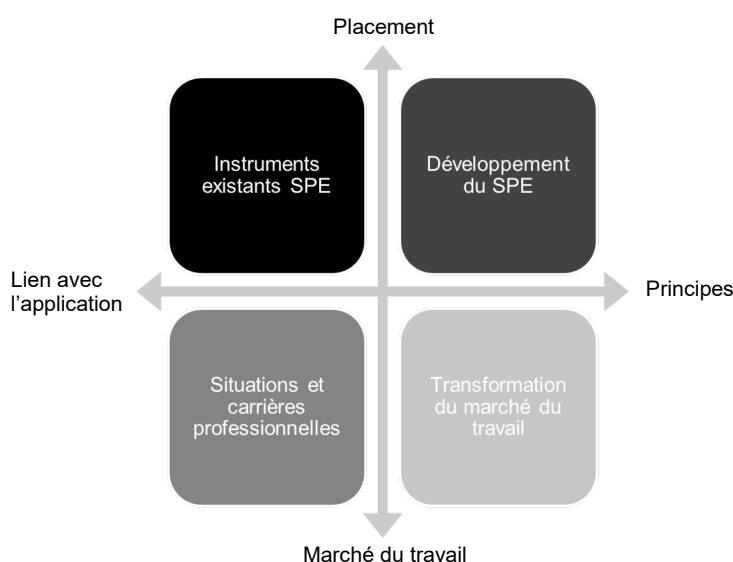 Placement
Instruments
existants SPE
Développement
du SPE
Lien avec
l’application
Principes
Situations et
carrières
professionnelles
Transformation
du marché du
travail
Marché du travail